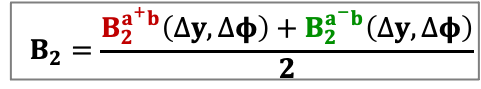 B₂ = (B₂^{a⁺b}(Δy, Δϕ) + B₂^{a⁻b}(Δy, Δϕ)) / 2